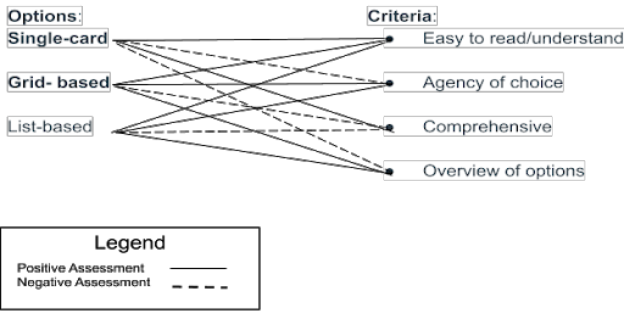 Options:
Criteria:
Single-card
Easy to read/understand
Grid- based
Agency of choice
List-based
Comprehensive
Overview of options
Legend
Positive Assessment
Negative Assessment